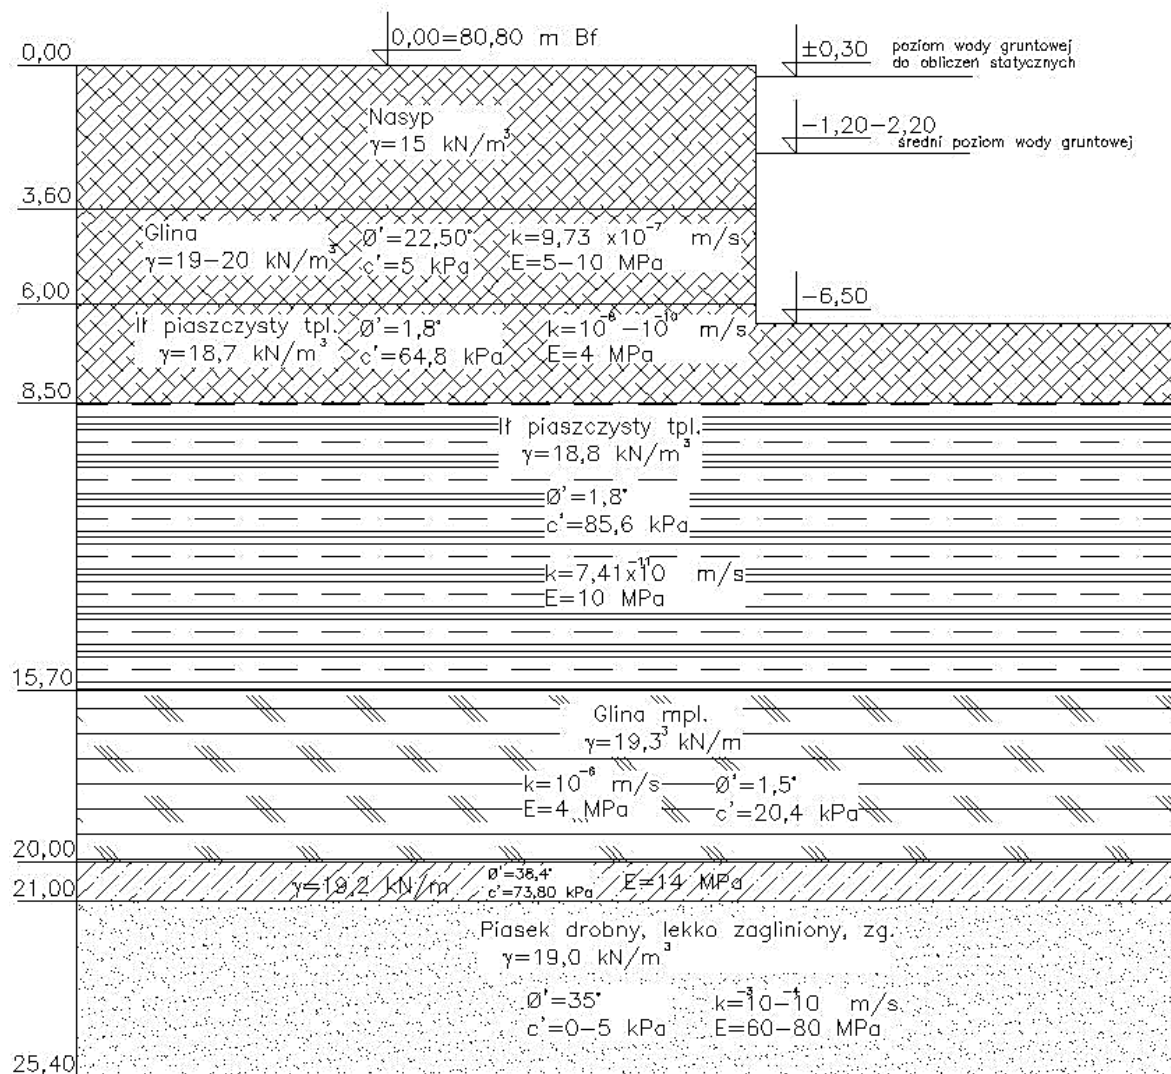 0,00
0,00=80,80 m Bf
±0,30 poziom wody gruntowej
do obliczeń statycznych
Nasyp
γ=15 kN/m³
−1,20−2,20
średni poziom wody gruntowej
3,60
Glina
γ=19−20 kN/m³
Ø'=22,50°
c'=5 kPa
k=9,73 x10⁻⁷ m/s
E=5−10 MPa
6,00
−6,50
Ił piaszczysty tpl.
γ=18,7 kN/m³
Ø'=1,8°
c'=64,8 kPa
k=10⁻⁸−10⁻¹⁰ m/s
E=4 MPa
8,50
Ił piaszczysty tpl.
γ=18,8 kN/m³
Ø'=1,8°
c'=85,6 kPa
k=7,41x10⁻¹¹ m/s
E=10 MPa
15,70
Glina mpl.
γ=19,3³ kN/m
k=10⁻⁶ m/s
E=4 MPa
Ø'=1,5°
c'=20,4 kPa
20,00
γ=19,2 kN/m
Ø'=38,4°
c'=73,80 kPa
E=14 MPa
21,00
Piasek drobny, lekko zagliniony, zg.
γ=19,0 kN/m³
Ø'=35°
c'=0−5 kPa
k=10⁻³−10⁻⁴ m/s
E=60−80 MPa
25,40